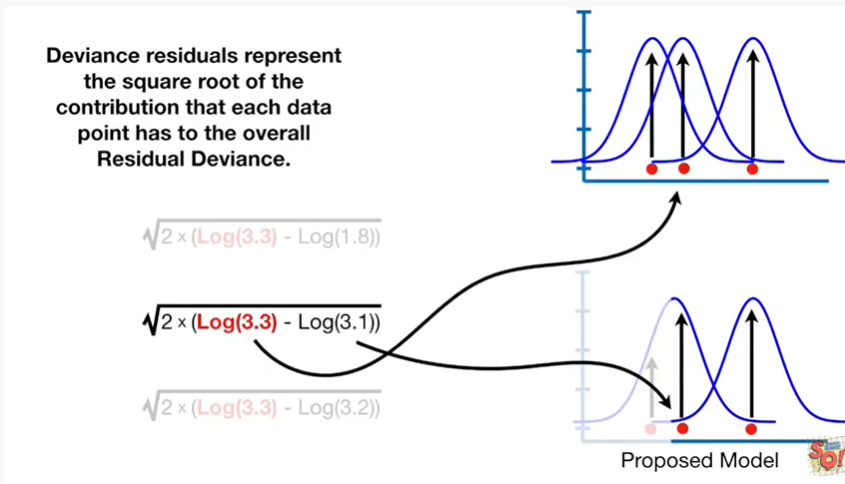 Deviance residuals represent
the square root of the
contribution that each data
point has to the overall
Residual Deviance.
√2 × (Log(3.3) - Log(1.8))
√2 × (Log(3.3) - Log(3.1))
√2 × (Log(3.3) - Log(3.2))
Proposed Model
SQ!